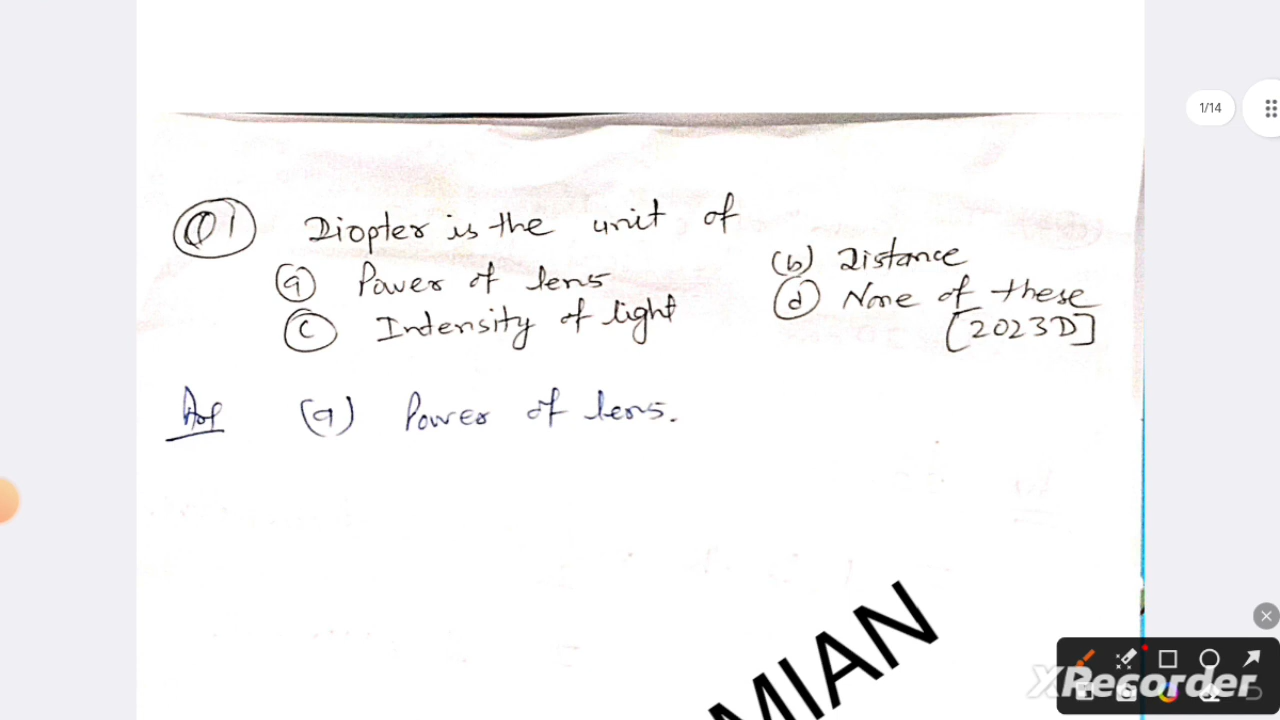 1/14
Q1 Diopter is the unit of
(a) Power of lens (b) Distance
(c) Intensity of light (d) None of these
[2023D]
Ans (a) Power of lens.
MIAN
XRecorder